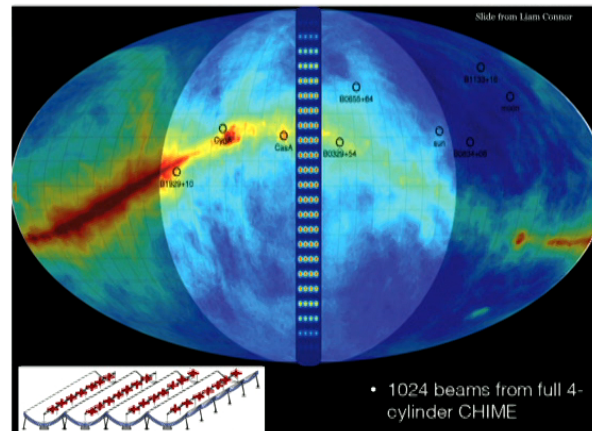 Slide from Liam Connor
B1133+16
B0655+64
moon
CygA
CasA
B0329+54
sun
B0834+06
B1929+10
• 1024 beams from full 4-
cylinder CHIME